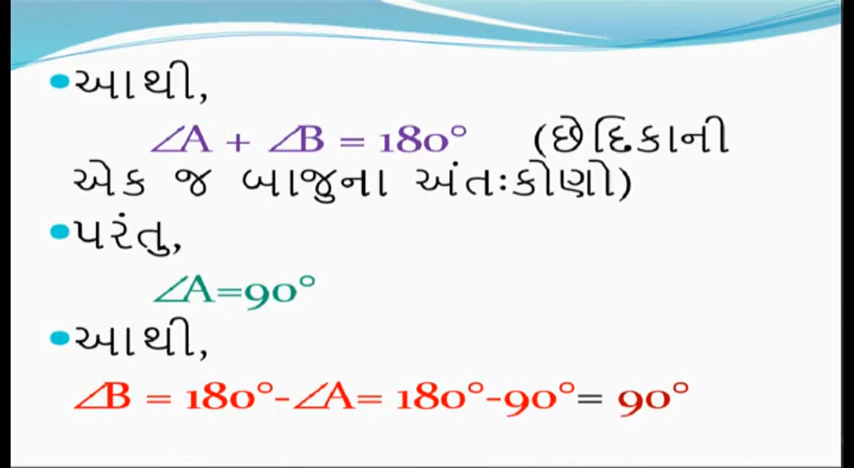 •આથી,
∠A + ∠B = 180° (છેદિકાની
એક જ બાજુના અંતઃકોણો)
•પરંતુ,
∠A=90°
•આથી,
∠B = 180°-∠A= 180°-90°= 90°